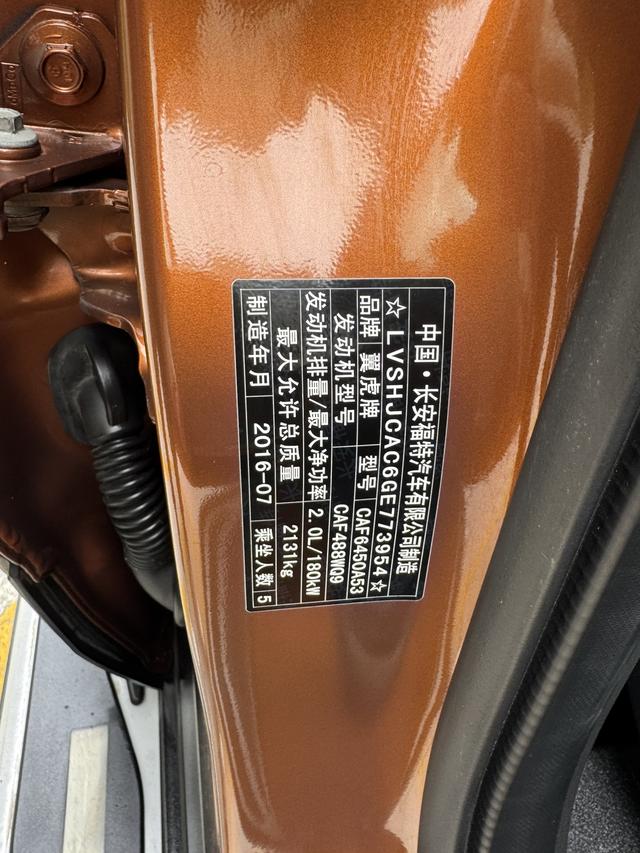 中国·长安福特汽车有限公司制造
☆LVSHJCAC6GE773954☆
品牌 翼虎牌 型号 CAF6450A53
发动机型号 CAF488WQ9
发动机排量/最大净功率 2.0L/180kW
最大允许总质量 2131kg
制造年月 2016-07 乘坐人数 5